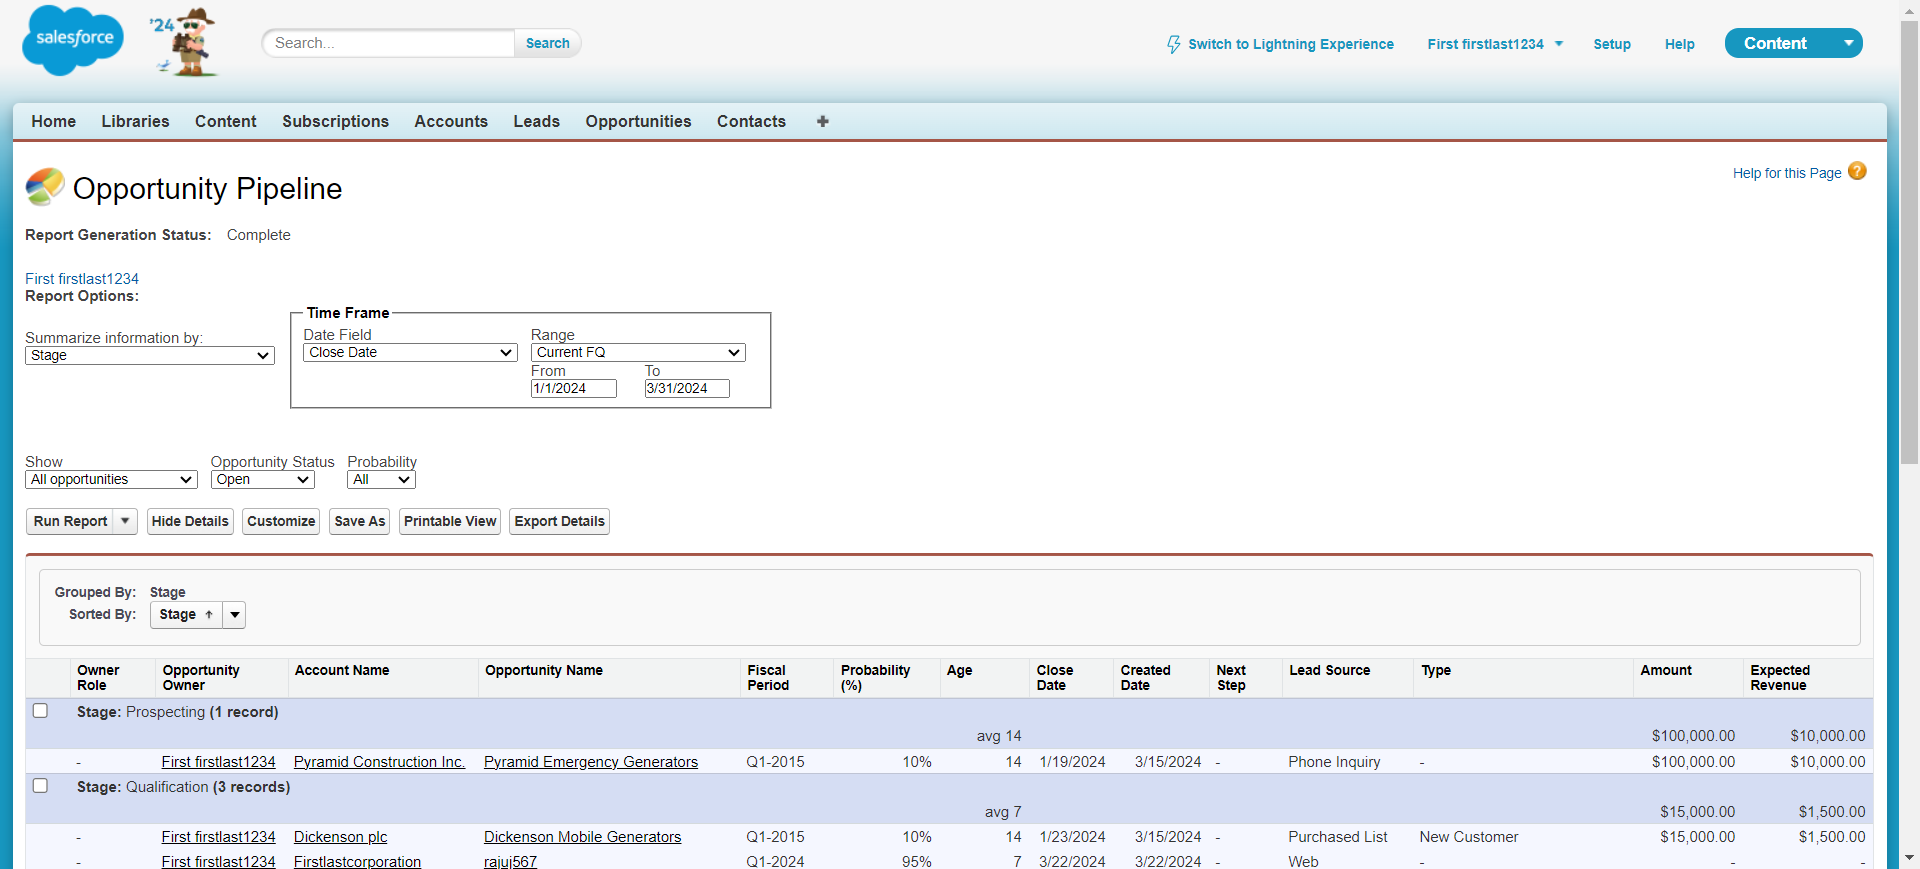 salesforce
'24
Search...
Search
Switch to Lightning Experience
First firstlast1234
Setup
Help
Content
Home
Libraries
Content
Subscriptions
Accounts
Leads
Opportunities
Contacts
+
Opportunity Pipeline
Help for this Page ?
Report Generation Status: Complete
First firstlast1234
Report Options:
Summarize information by:
Stage
Time Frame
Date Field
Close Date
Range
Current FQ
From
1/1/2024
To
3/31/2024
Show
All opportunities
Opportunity Status
Open
Probability
All
Run Report
Hide Details
Customize
Save As
Printable View
Export Details
Grouped By: Stage
Sorted By: Stage ↑
Owner Role
Opportunity Owner
Account Name
Opportunity Name
Fiscal Period
Probability (%)
Age
Close Date
Created Date
Next Step
Lead Source
Type
Amount
Expected Revenue
Stage: Prospecting (1 record)
avg 14 $100,000.00 $10,000.00
- First firstlast1234 Pyramid Construction Inc. Pyramid Emergency Generators Q1-2015 10% 14 1/19/2024 3/15/2024 - Phone Inquiry - $100,000.00 $10,000.00
Stage: Qualification (3 records)
avg 7 $15,000.00 $1,500.00
- First firstlast1234 Dickenson plc Dickenson Mobile Generators Q1-2015 10% 14 1/23/2024 3/15/2024 - Purchased List New Customer $15,000.00 $1,500.00
- First firstlast1234 Firstlastcorporation rajuj567 Q1-2024 95% 7 3/22/2024 3/22/2024 - Web - - -